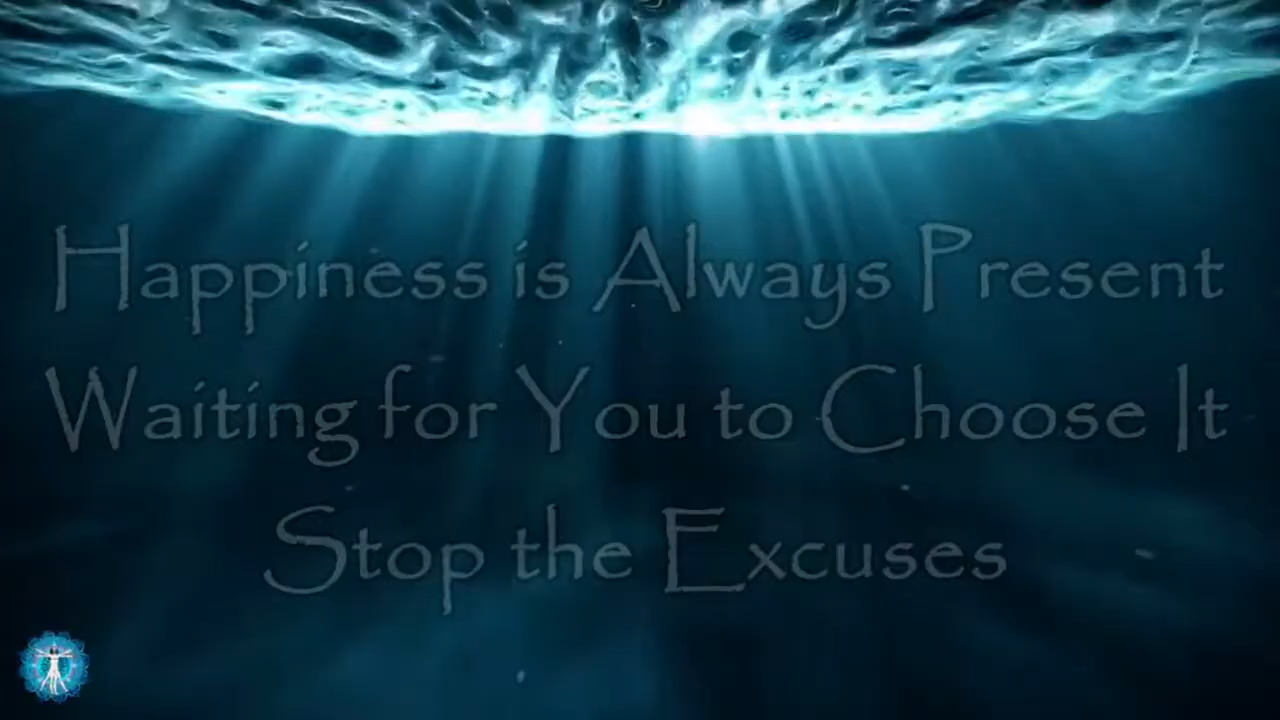 Happiness is Always Present
Waiting for You to Choose It
Stop the Excuses